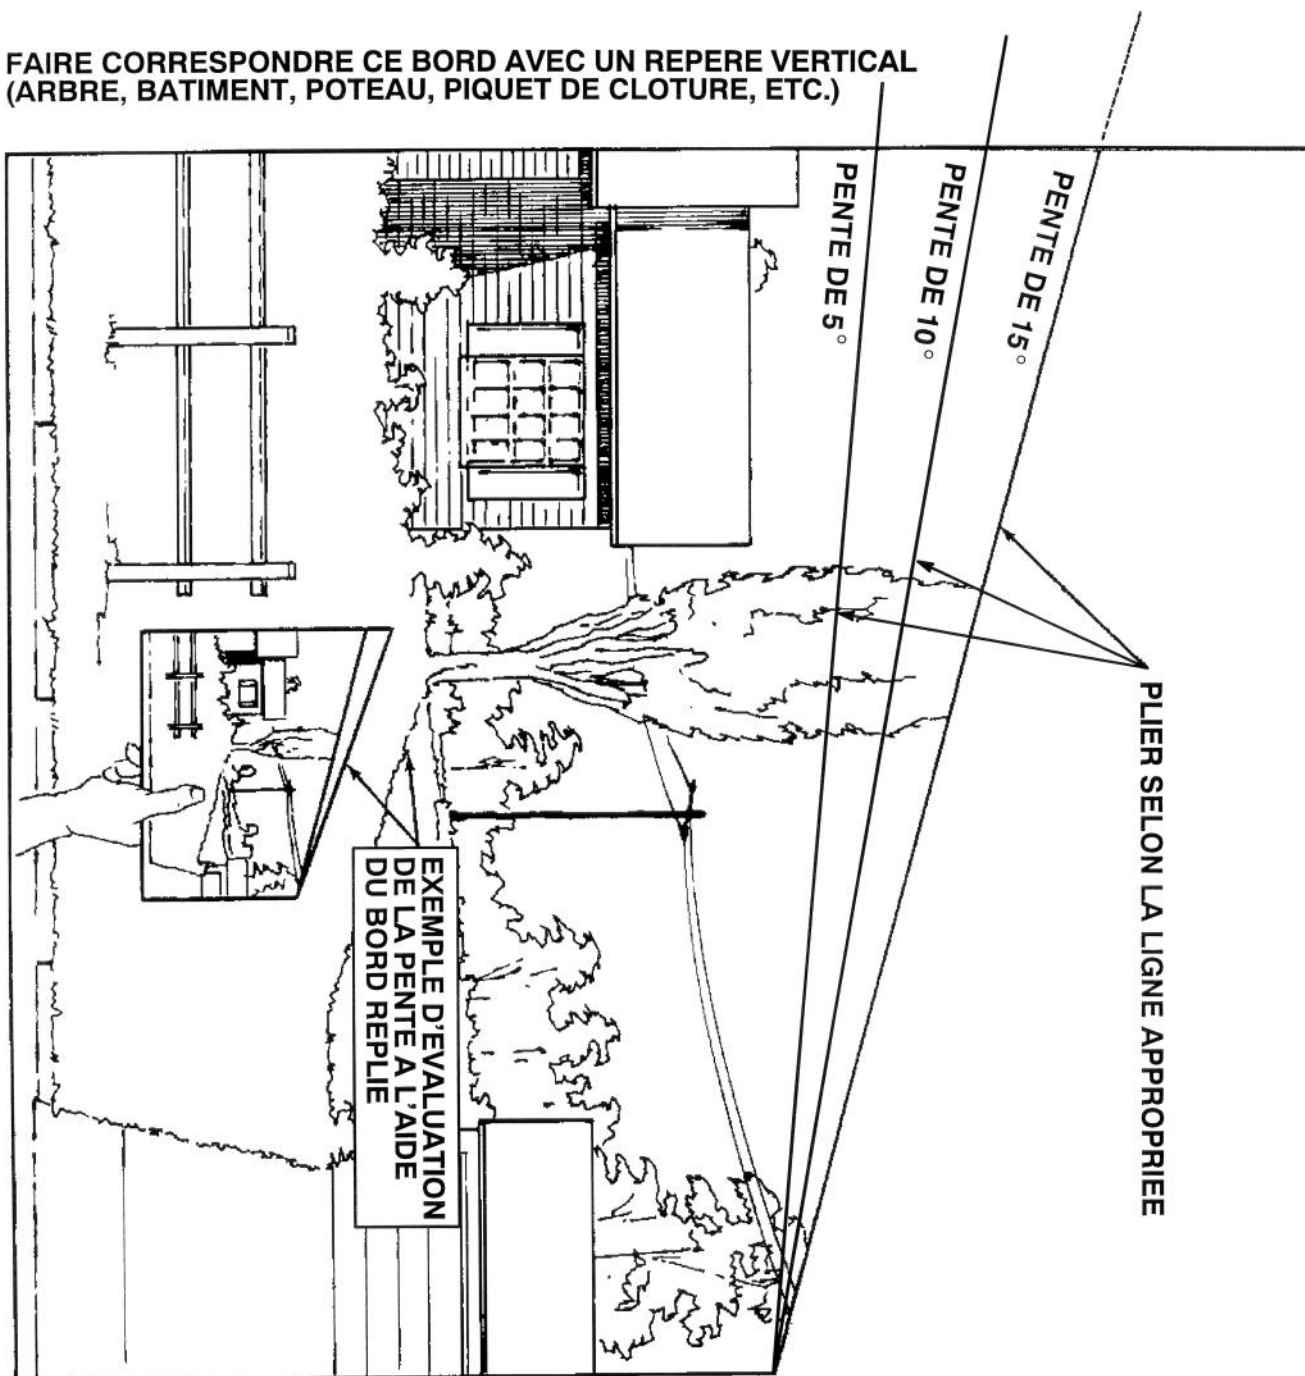 FAIRE CORRESPONDRE CE BORD AVEC UN REPERE VERTICAL
(ARBRE, BATIMENT, POTEAU, PIQUET DE CLOTURE, ETC.)
PENTE DE 5°
PENTE DE 10°
PENTE DE 15°
PLIER SELON LA LIGNE APPROPRIEE
EXEMPLE D'EVALUATION
DE LA PENTE A L'AIDE
DU BORD REPLIE